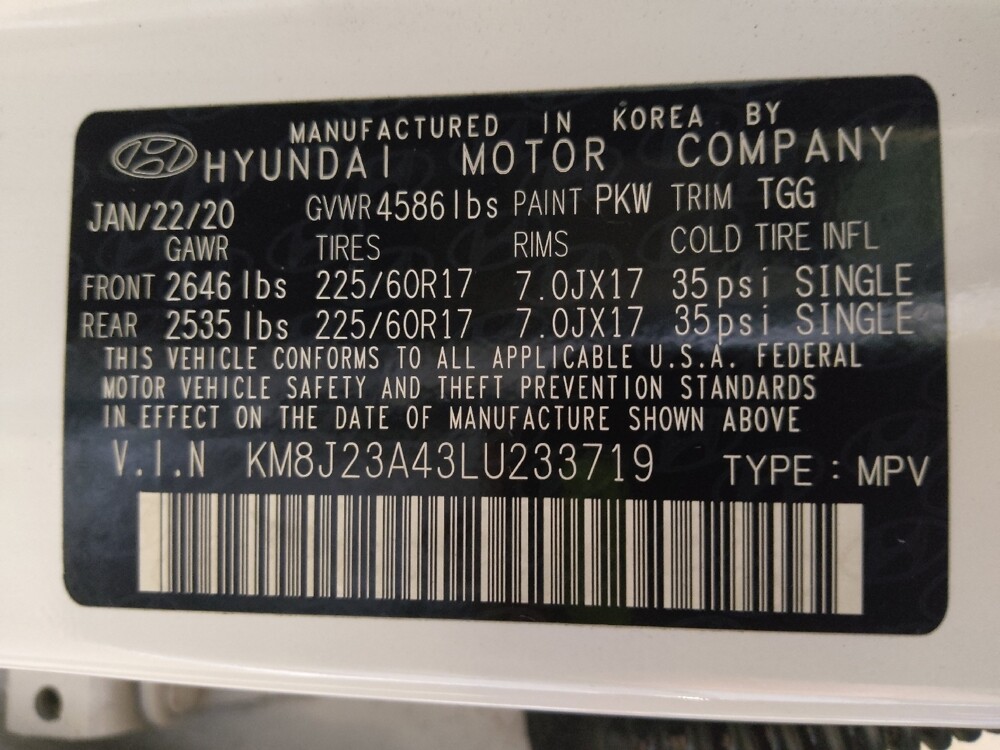 MANUFACTURED IN KOREA BY
HYUNDAI MOTOR COMPANY
JAN/22/20 GVWR 4586 lbs PAINT PKW TRIM TGG
GAWR TIRES RIMS COLD TIRE INFL
FRONT 2646 lbs 225/60R17 7.0JX17 35psi SINGLE
REAR 2535 lbs 225/60R17 7.0JX17 35psi SINGLE
THIS VEHICLE CONFORMS TO ALL APPLICABLE U.S.A. FEDERAL
MOTOR VEHICLE SAFETY AND THEFT PREVENTION STANDARDS
IN EFFECT ON THE DATE OF MANUFACTURE SHOWN ABOVE
V.I.N KM8J23A43LU233719 TYPE : MPV